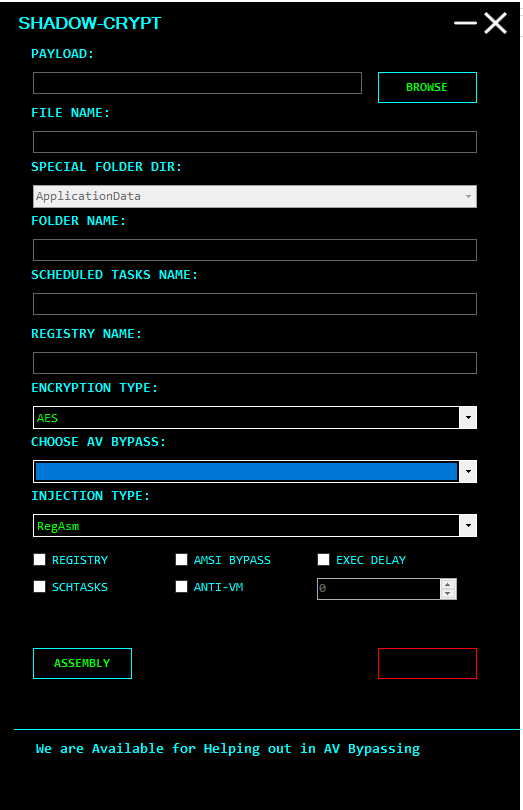 SHADOW-CRYPT
PAYLOAD:
BROWSE
FILE NAME:
SPECIAL FOLDER DIR:
ApplicationData
FOLDER NAME:
SCHEDULED TASKS NAME:
REGISTRY NAME:
ENCRYPTION TYPE:
AES
CHOOSE AV BYPASS:
INJECTION TYPE:
RegAsm
REGISTRY AMSI BYPASS EXEC DELAY
SCHTASKS ANTI-VM 0
ASSEMBLY
We are Available for Helping out in AV Bypassing